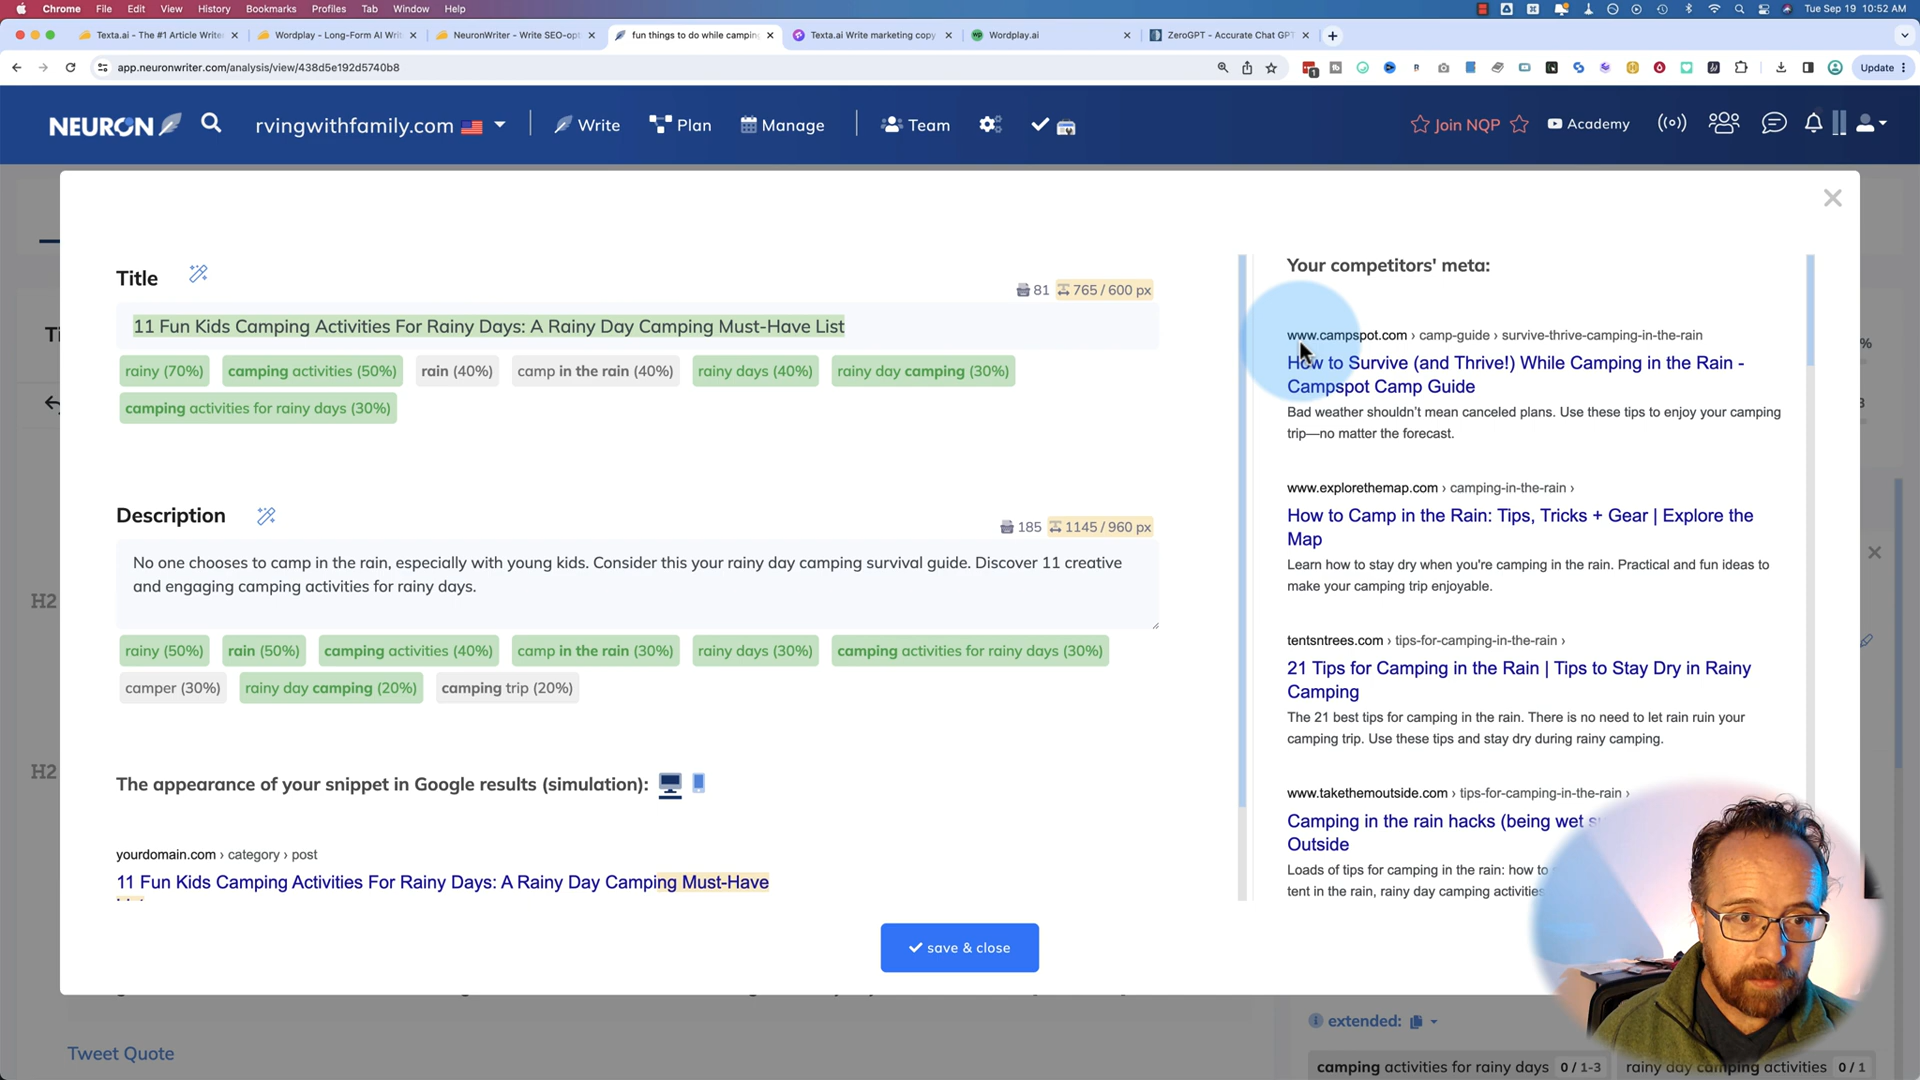 Chrome File Edit View History Bookmarks Profiles Tab Window Help
Tue Sep 19 10:52 AM
Texta.ai - The #1 Article Writer
Wordplay - Long-Form AI Writ
NeuronWriter - Write SEO-opt
fun things to do while camping
Texta.ai Write marketing copy
Wordplay.ai
ZeroGPT - Accurate Chat GPT
app.neuronwriter.com/analysis/view/438d5e192d5740b8
Update
NEURON
rvingwithfamily.com
Write
Plan
Manage
Team
Join NQP
Academy
Title
81 765 / 600 px
11 Fun Kids Camping Activities For Rainy Days: A Rainy Day Camping Must-Have List
rainy (70%) camping activities (50%) rain (40%) camp in the rain (40%) rainy days (40%) rainy day camping (30%)
camping activities for rainy days (30%)
Description
185 1145 / 960 px
No one chooses to camp in the rain, especially with young kids. Consider this your rainy day camping survival guide. Discover 11 creative
and engaging camping activities for rainy days.
rainy (50%) rain (50%) camping activities (40%) camp in the rain (30%) rainy days (30%) camping activities for rainy days (30%)
camper (30%) rainy day camping (20%) camping trip (20%)
The appearance of your snippet in Google results (simulation):
yourdomain.com › category › post
11 Fun Kids Camping Activities For Rainy Days: A Rainy Day Camping Must-Have
save & close
Your competitors' meta:
www.campspot.com › camp-guide › survive-thrive-camping-in-the-rain
How to Survive (and Thrive!) While Camping in the Rain -
Campspot Camp Guide
Bad weather shouldn't mean canceled plans. Use these tips to enjoy your camping
trip—no matter the forecast.
www.explorethemap.com › camping-in-the-rain ›
How to Camp in the Rain: Tips, Tricks + Gear | Explore the
Map
Learn how to stay dry when you're camping in the rain. Practical and fun ideas to
make your camping trip enjoyable.
tentsntrees.com › tips-for-camping-in-the-rain ›
21 Tips for Camping in the Rain | Tips to Stay Dry in Rainy
Camping
The 21 best tips for camping in the rain. There is no need to let rain ruin your
camping trip. Use these tips and stay dry during rainy camping.
www.takethemoutside.com › tips-for-camping-in-the-rain ›
Camping in the rain hacks (being wet
Outside
Loads of tips for camping in the rain: how to
tent in the rain, rainy day camping activities
H2
H2
Tweet Quote
extended:
camping activities for rainy days 0 / 1-3
rainy day camping activities 0 / 1